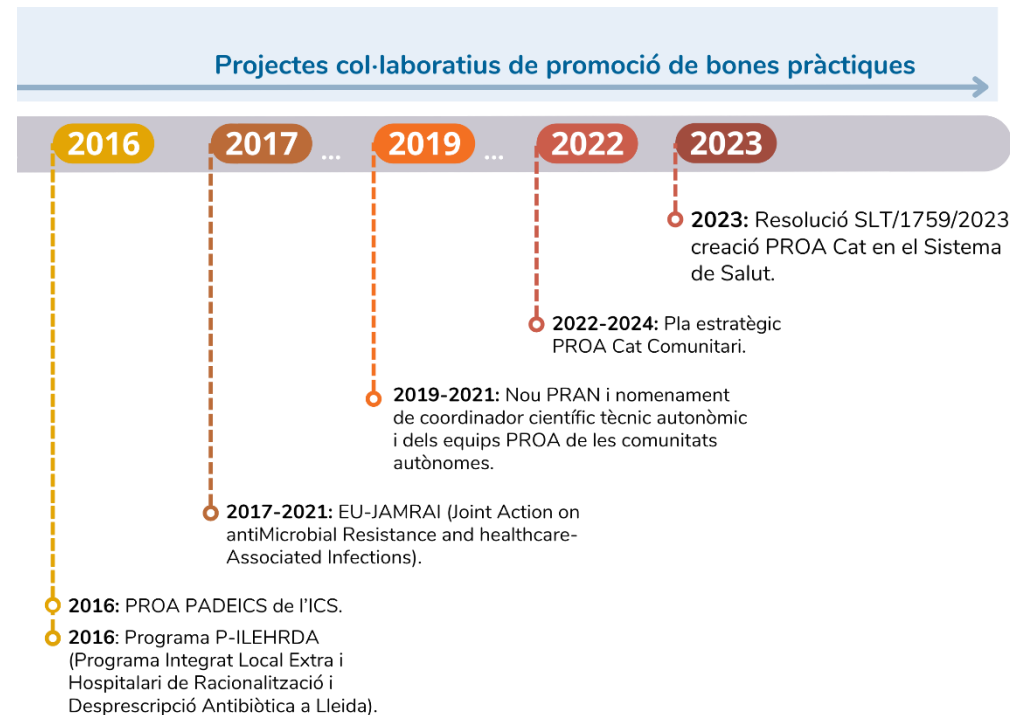 Projectes col·laboratius de promoció de bones pràctiques
2016
2017
...
2019
...
2022
2023
2023: Resolució SLT/1759/2023
creació PROA Cat en el Sistema
de Salut.
2022-2024: Pla estratègic
PROA Cat Comunitari.
2019-2021: Nou PRAN i nomenament
de coordinador científic tècnic autonòmic
i dels equips PROA de les comunitats
autònomes.
2017-2021: EU-JAMRAI (Joint Action on
antiMicrobial Resistance and healthcare-
Associated Infections).
2016: PROA PADEICS de l’ICS.
2016: Programa P-ILEHRDA
(Programa Integrat Local Extra i
Hospitalari de Racionalització i
Desprescripció Antibiòtica a Lleida).